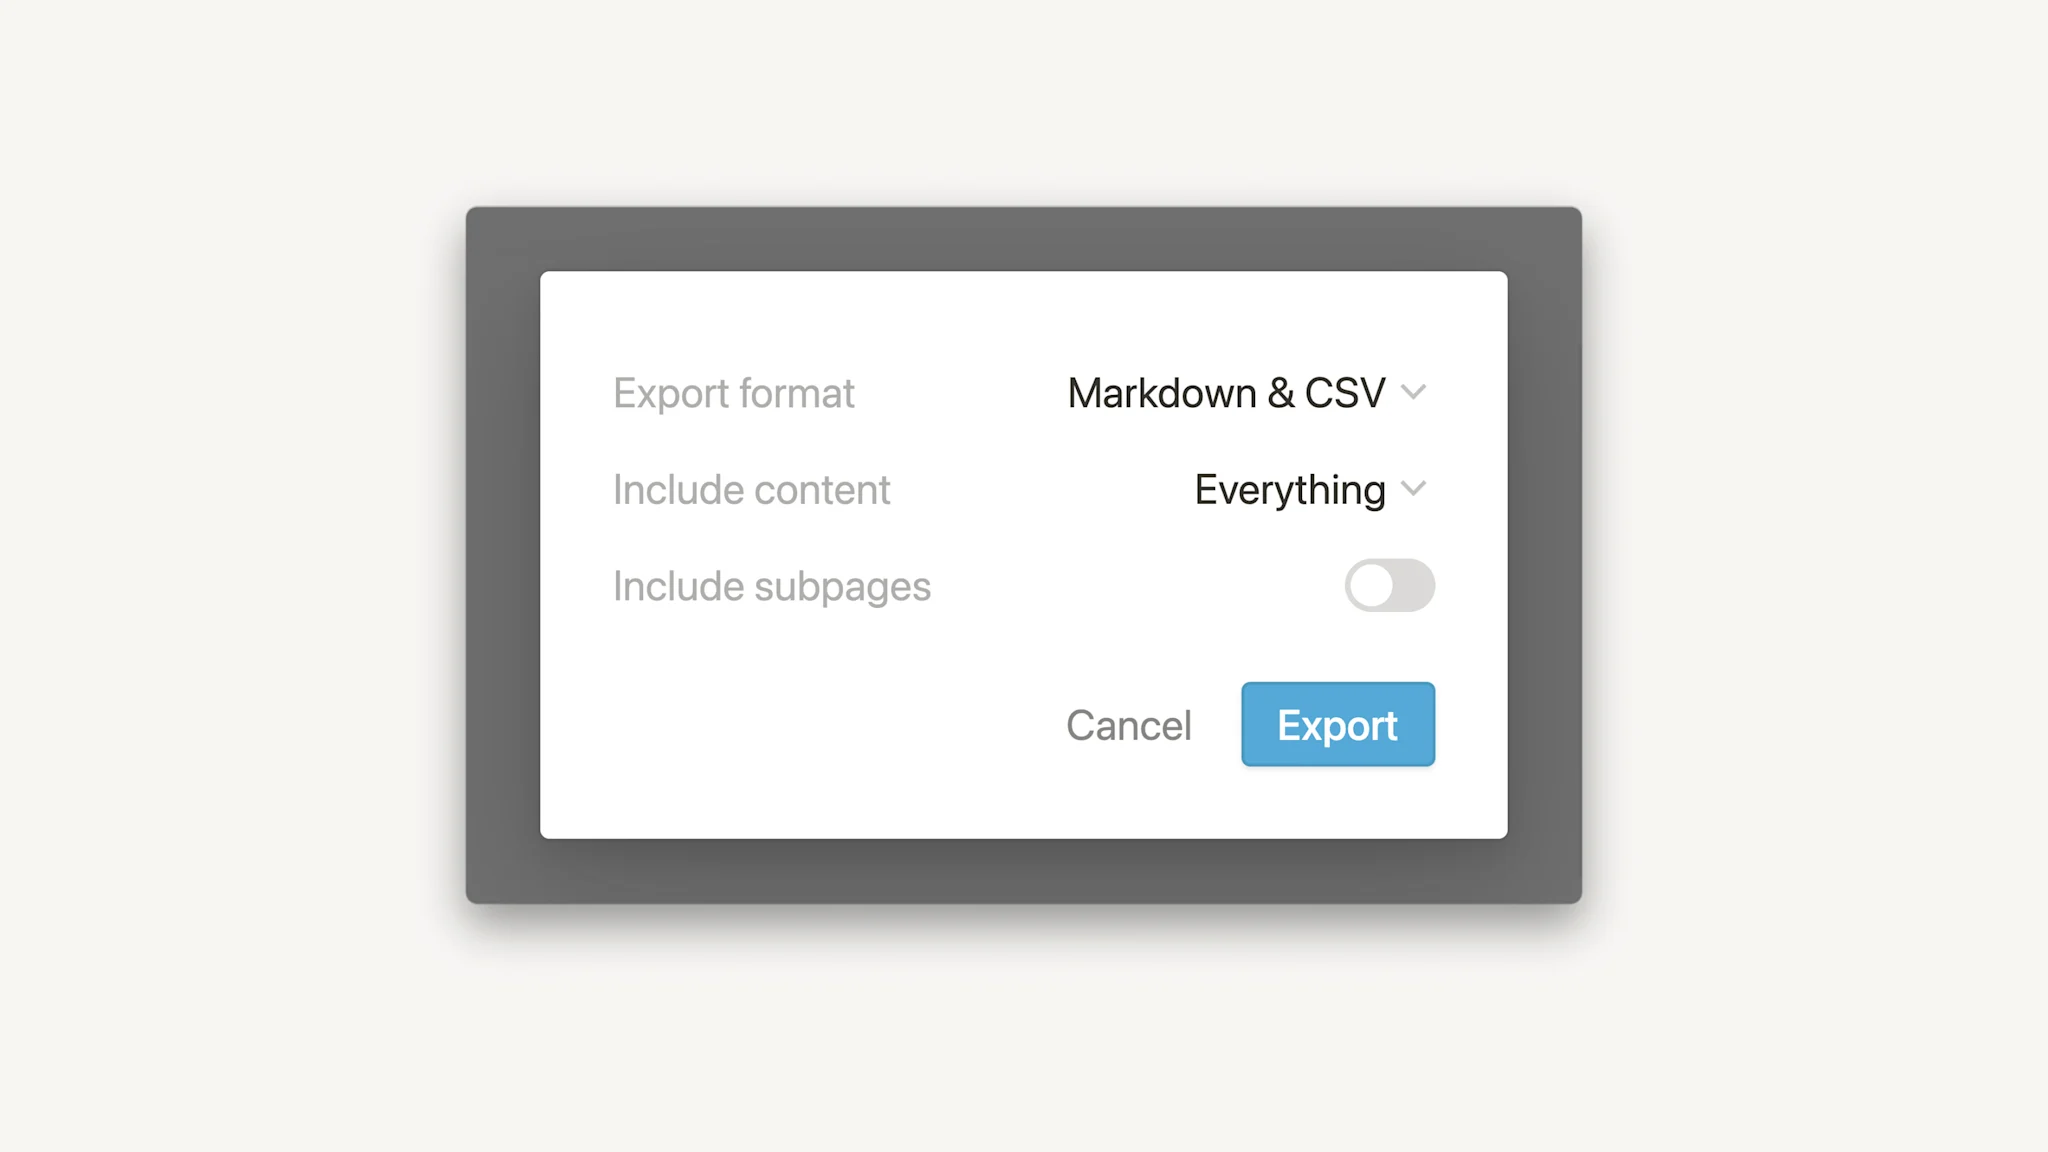 Export format Markdown & CSV
Include content Everything
Include subpages
Cancel Export